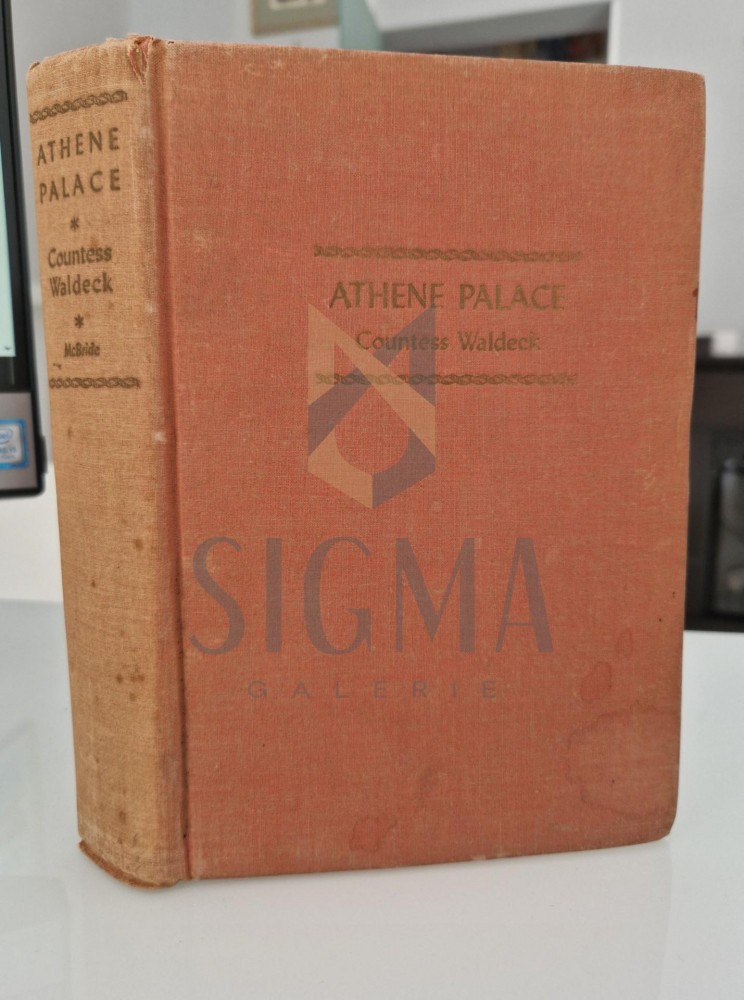 ATHENE
PALACE
*
Countess
Waldeck
*
McBride
ATHENE PALACE
Countess Waldeck
SIGMA
GALERIE